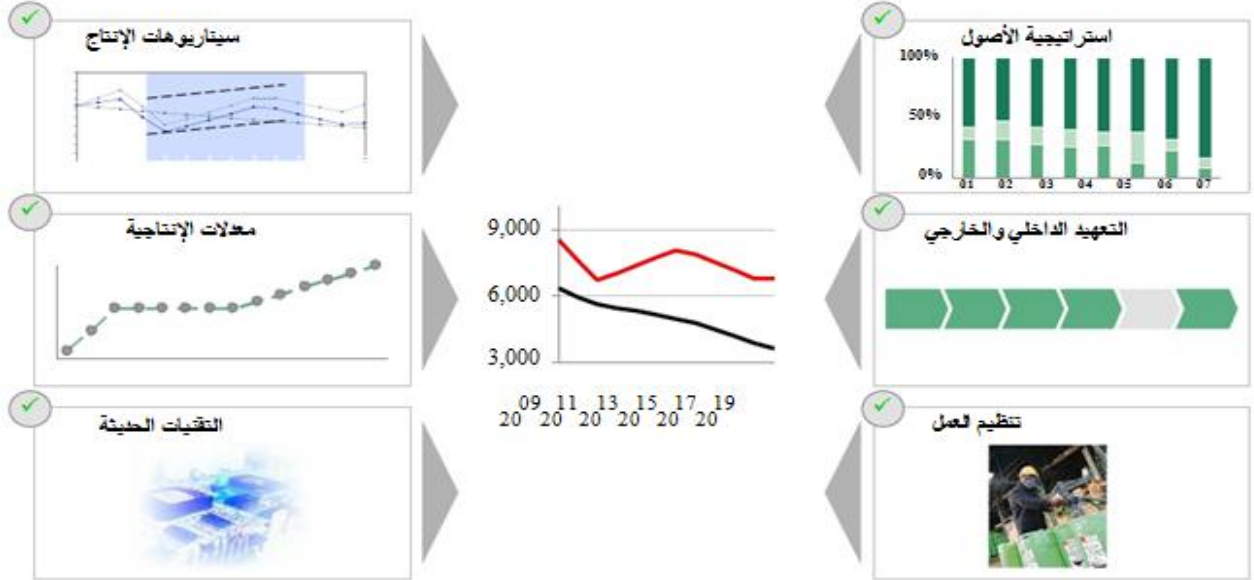 استراتيجية الأصول
100%
50%
0%
01 02 03 04 05 06 07
سيناريوهات الإنتاج
التعهيد الداخلي والخارجي
معدلات الإنتاجية
9,000
6,000
3,000
09 11 13 15 17 19
20 20 20 20 20 20
تنظيم العمل
التقنيات الحديثة